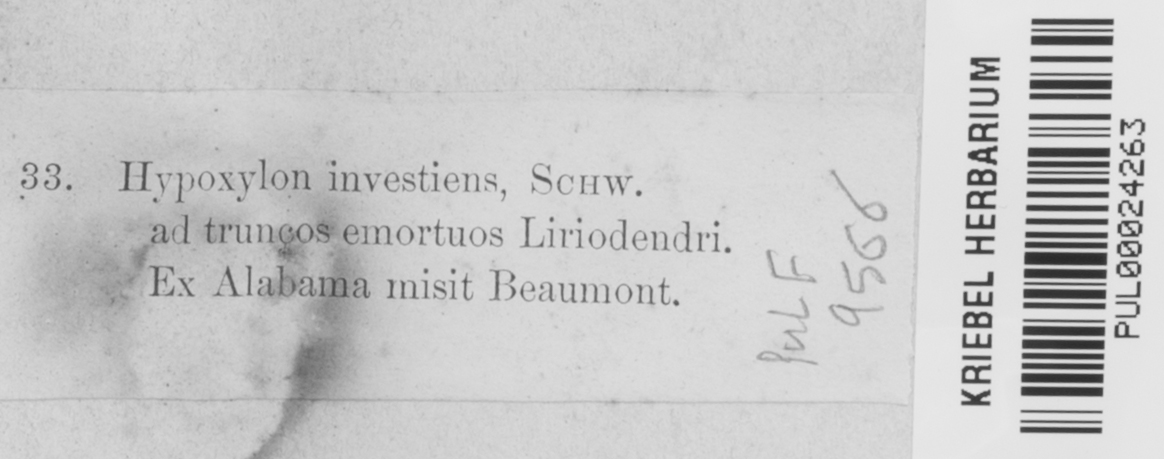 33. Hypoxylon investiens, SCHW.
ad truncos emortuos Liriodendri.
Ex Alabama misit Beaumont.
PUL F
9566
KRIEBEL HERBARIUM
PUL00024263